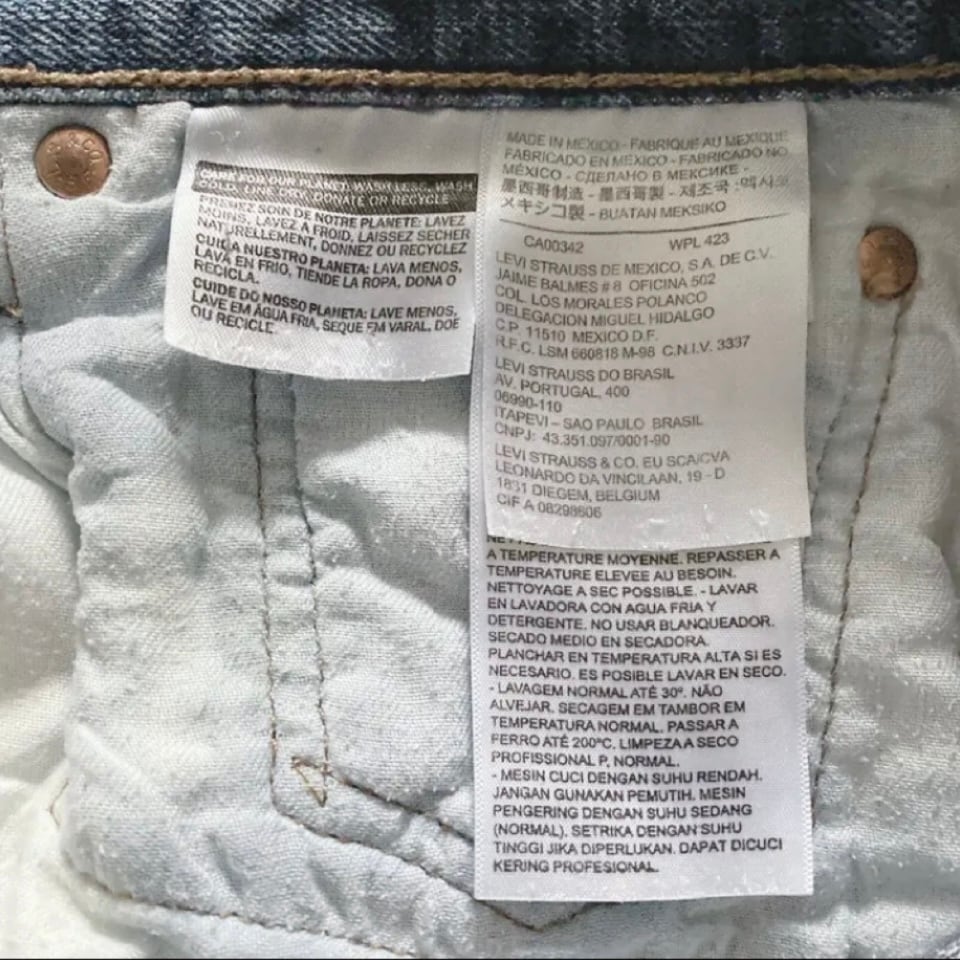 & CO
CARE FOR OUR PLANET: WASH LESS, WASH
COLD, LINE DRY, DONATE OR RECYCLE
PRENEZ SOIN DE NOTRE PLANETE: LAVEZ
MOINS, LAVEZ A FROID, LAISSEZ SECHER
NATURELLEMENT, DONNEZ OU RECYCLEZ
CUIDA NUESTRO PLANETA: LAVA MENOS,
LAVA EN FRIO, TIENDE LA ROPA, DONA O
RECICLA.
CUIDE DO NOSSO PLANETA: LAVE MENOS,
LAVE EM ÁGUA FRIA, SEQUE EM VARAL, DOE
OU RECICLE.
MADE IN MEXICO - FABRIQUE AU MEXIQUE
FABRICADO EN MÉXICO - FABRICADO NO
MÉXICO - СДЕЛАНО В МЕКСИКЕ -
墨西哥制造 - 墨西哥製 - 제조국 :멕시코
メキシコ製 - BUATAN MEKSIKO
CA00342 WPL 423
LEVI STRAUSS DE MEXICO, S.A. DE C.V.
JAIME BALMES # 8 OFICINA 502
COL. LOS MORALES POLANCO
DELEGACION MIGUEL HIDALGO
C.P. 11510 MEXICO D.F.
R.F.C. LSM 660818 M-98 C.N.I.V. 3337
LEVI STRAUSS DO BRASIL
AV. PORTUGAL, 400
06990-110
ITAPEVI – SAO PAULO BRASIL
CNPJ: 43.351.097/0001-90
LEVI STRAUSS & CO. EU SCA/CVA
LEONARDO DA VINCILAAN, 19 - D
1831 DIEGEM, BELGIUM
CIF A 08298606
A TEMPERATURE MOYENNE. REPASSER A
TEMPERATURE ELEVEE AU BESOIN.
NETTOYAGE A SEC POSSIBLE. - LAVAR
EN LAVADORA CON AGUA FRIA Y
DETERGENTE. NO USAR BLANQUEADOR.
SECADO MEDIO EN SECADORA.
PLANCHAR EN TEMPERATURA ALTA SI ES
NECESARIO. ES POSIBLE LAVAR EN SECO.
- LAVAGEM NORMAL ATÉ 30º. NÃO
ALVEJAR. SECAGEM EM TAMBOR EM
TEMPERATURA NORMAL. PASSAR A
FERRO ATÉ 200ºC. LIMPEZA A SECO
PROFISSIONAL P, NORMAL.
- MESIN CUCI DENGAN SUHU RENDAH.
JANGAN GUNAKAN PEMUTIH. MESIN
PENGERING DENGAN SUHU SEDANG
(NORMAL). SETRIKA DENGAN SUHU
TINGGI JIKA DIPERLUKAN. DAPAT DICUCI
KERING PROFESIONAL.